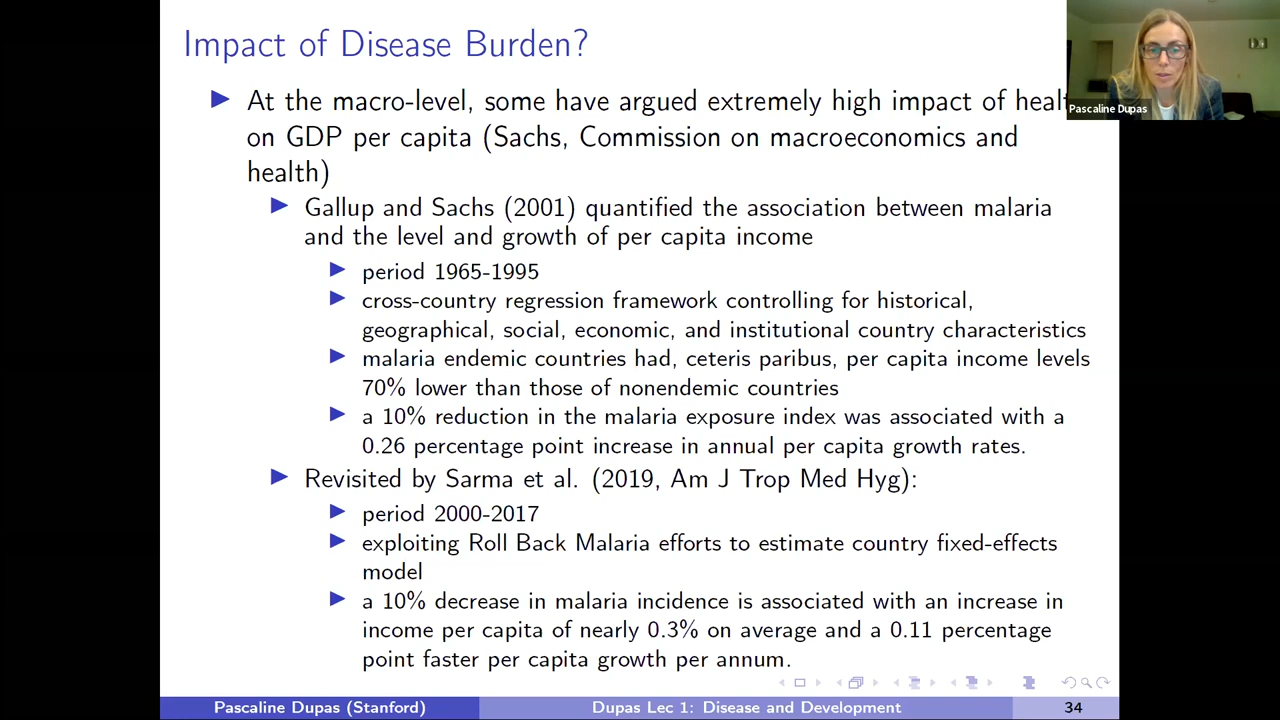 Impact of Disease Burden?
▶ At the macro-level, some have argued extremely high impact of
on GDP per capita (Sachs, Commission on macroeconomics and
health)
▶ Gallup and Sachs (2001) quantified the association between malaria
and the level and growth of per capita income
▶ period 1965-1995
▶ cross-country regression framework controlling for historical,
geographical, social, economic, and institutional country characteristics
▶ malaria endemic countries had, ceteris paribus, per capita income levels
70% lower than those of nonendemic countries
▶ a 10% reduction in the malaria exposure index was associated with a
0.26 percentage point increase in annual per capita growth rates.
▶ Revisited by Sarma et al. (2019, Am J Trop Med Hyg):
▶ period 2000-2017
▶ exploiting Roll Back Malaria efforts to estimate country fixed-effects
model
▶ a 10% decrease in malaria incidence is associated with an increase in
income per capita of nearly 0.3% on average and a 0.11 percentage
point faster per capita growth per annum.
Pascaline Dupas
Pascaline Dupas (Stanford) Dupas Lec 1: Disease and Development 34